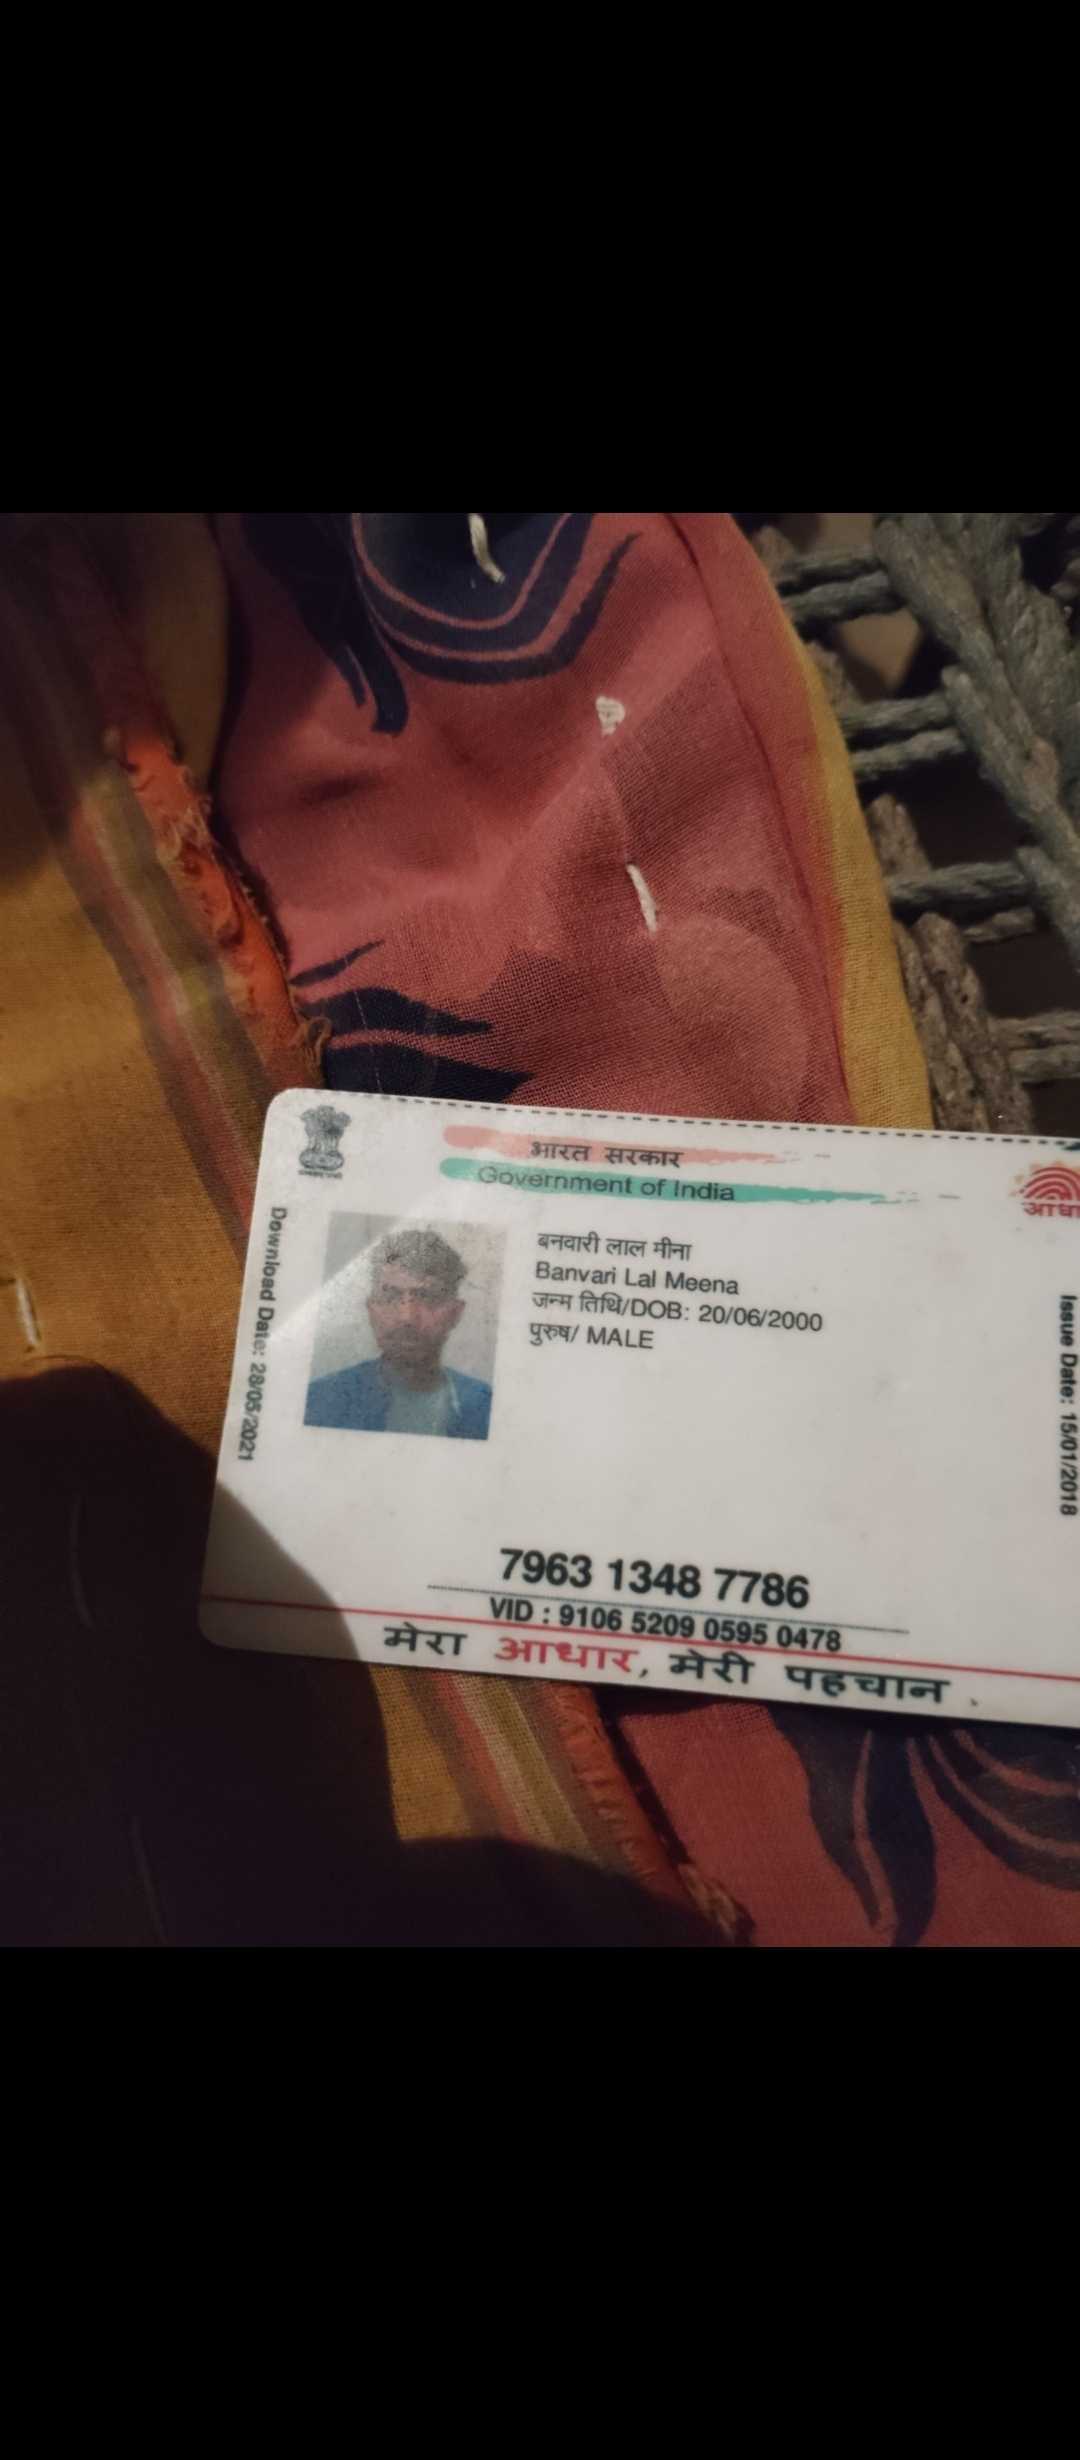 भारत सरकार
Government of India
आधा
Download Date: 28/05/2021
बनवारी लाल मीना
Banvari Lal Meena
जन्म तिथि/DOB: 20/06/2000
पुरुष/ MALE
Issue Date: 15/01/2018
7963 1348 7786
VID : 9106 5209 0595 0478
मेरा आधार, मेरी पहचान